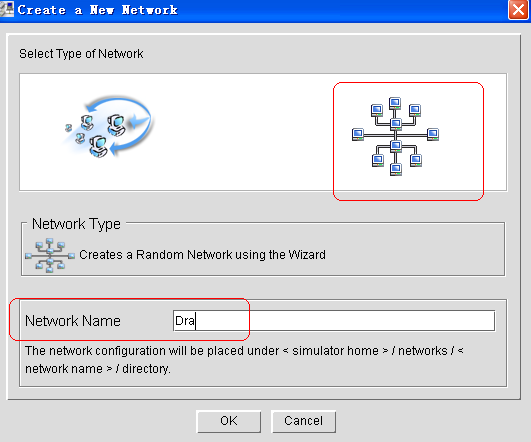 Create a New Network
Select Type of Network
Network Type
Creates a Random Network using the Wizard
Network Name
Dra
The network configuration will be placed under < simulator home > / networks / <
network name > / directory.
OK
Cancel